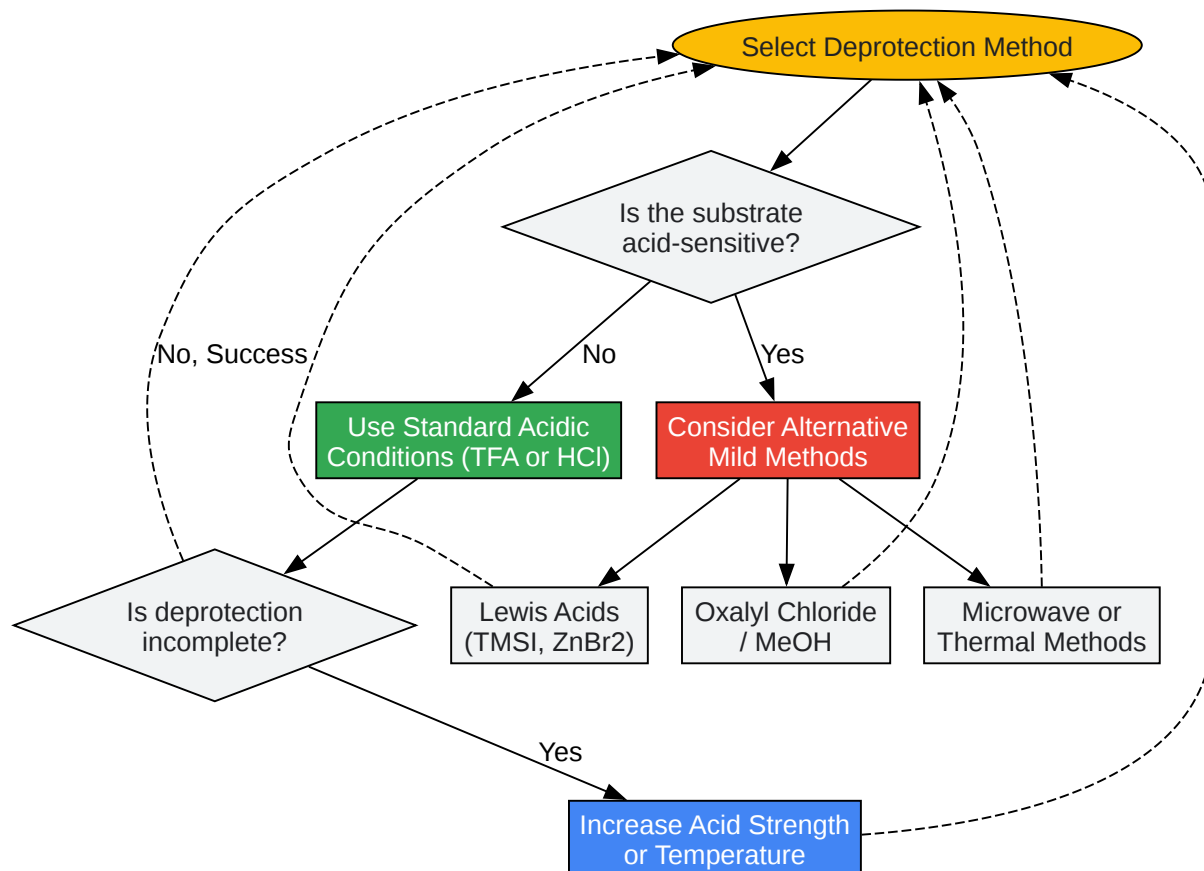 Select Deprotection Method
Is the substrate
acid-sensitive?
No, Success
No
Yes
Use Standard Acidic
Conditions (TFA or HCl)
Consider Alternative
Mild Methods
Is deprotection
incomplete?
Lewis Acids
(TMSI, ZnBr2)
Oxalyl Chloride
/ MeOH
Microwave or
Thermal Methods
Yes
Increase Acid Strength
or Temperature